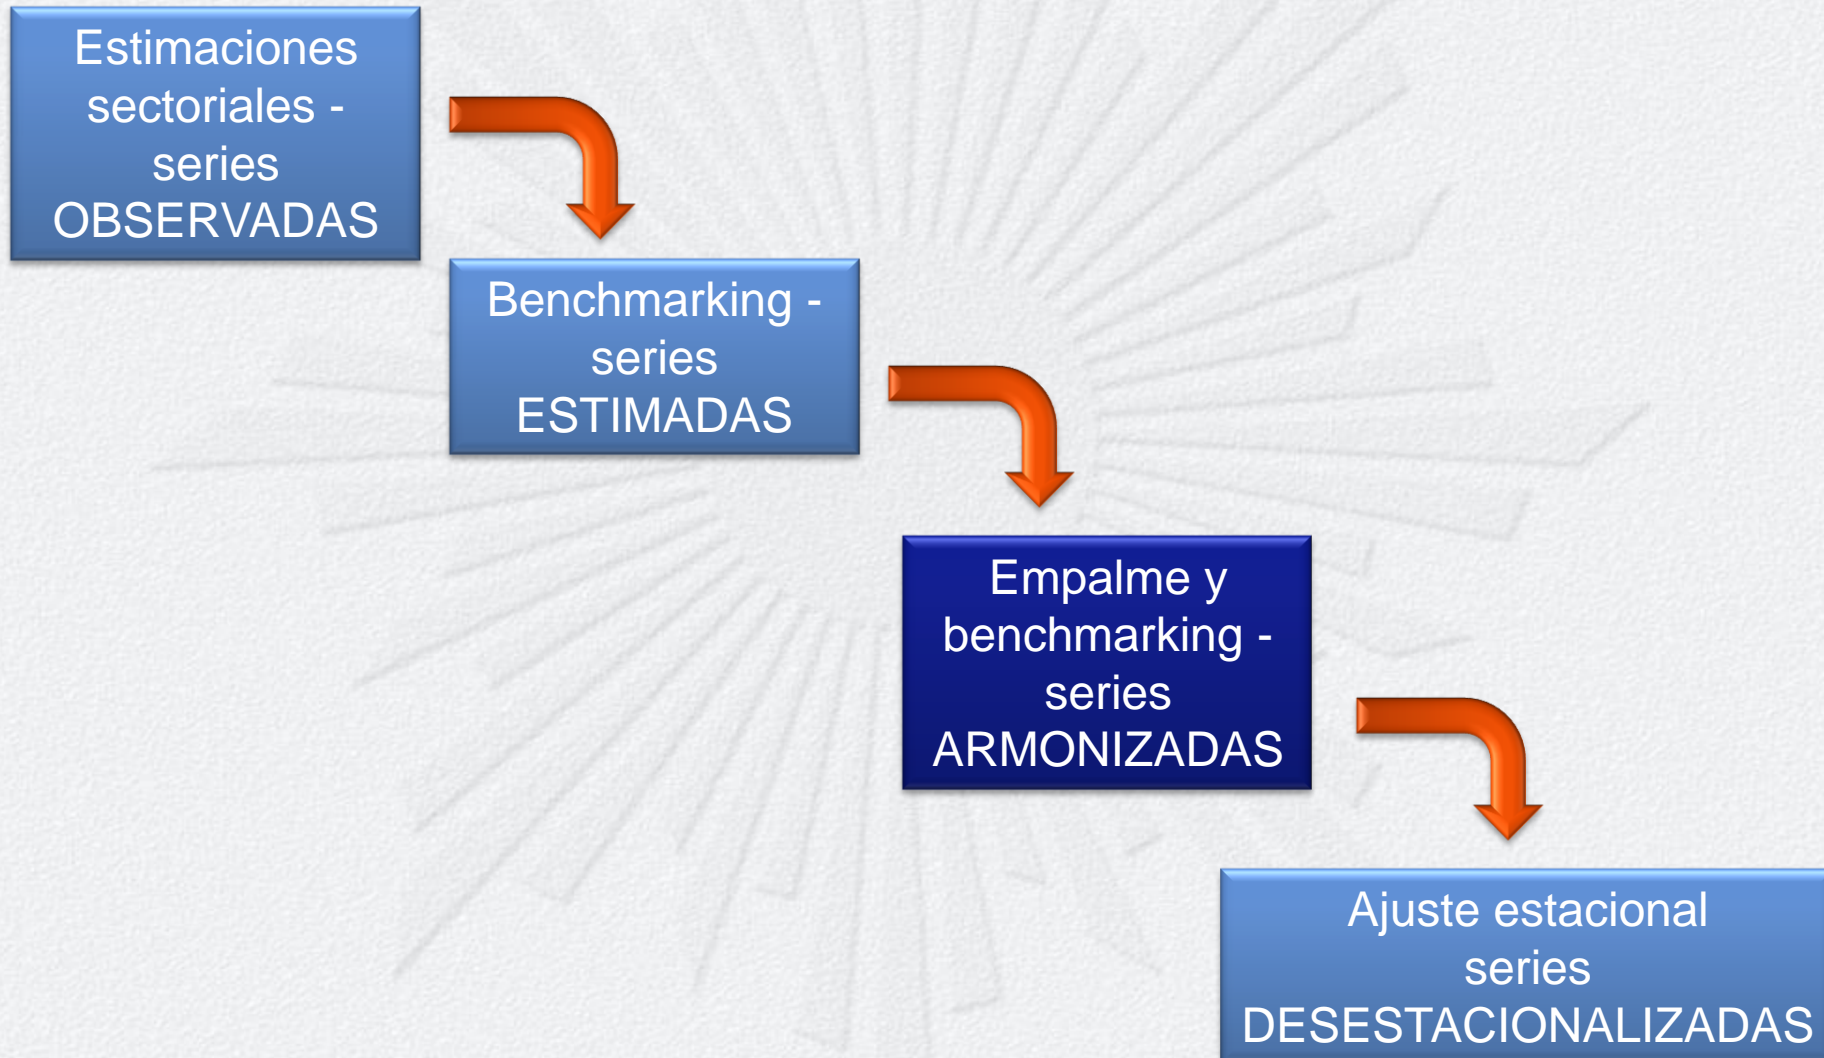 Estimaciones
sectoriales -
series
OBSERVADAS
Benchmarking -
series
ESTIMADAS
Empalme y
benchmarking -
series
ARMONIZADAS
Ajuste estacional
series
DESESTACIONALIZADAS